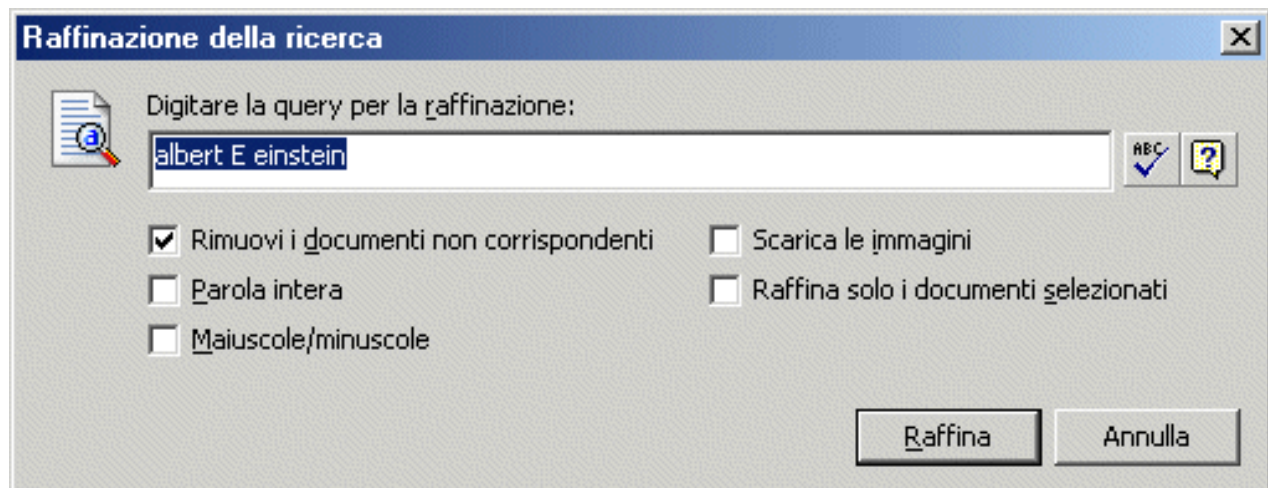 Raffinazione della ricerca
Digitare la query per la raffinazione:
albert E einstein
ABC
?
a
Rimuovi i documenti non corrispondenti
Scarica le immagini
Parola intera
Raffina solo i documenti selezionati
Maiuscole/minuscole
Raffina
Annulla